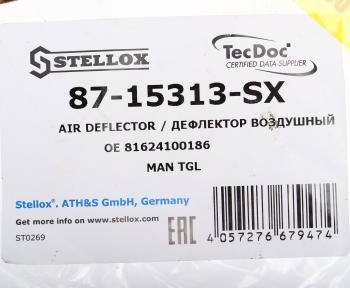 STELLOX
TecDoc
CERTIFIED DATA SUPPLIER
87-15313-SX
AIR DEFLECTOR / ДЕФЛЕКТОР ВОЗДУШНЫЙ
OE 81624100186
MAN TGL
Stellox®, ATH&S GmbH, Germany
Get more info on www.stellox.com
ST0269
EAC
4 057276 679474